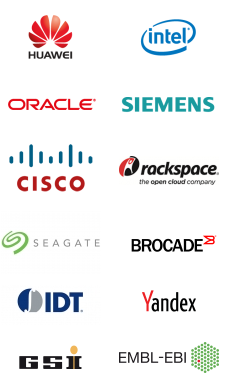 HUAWEI
intel
ORACLE
SIEMENS
CISCO
rackspace.
the open cloud company
SEAGATE
BROCADE
IDT
Yandex
GSI
EMBL-EBI